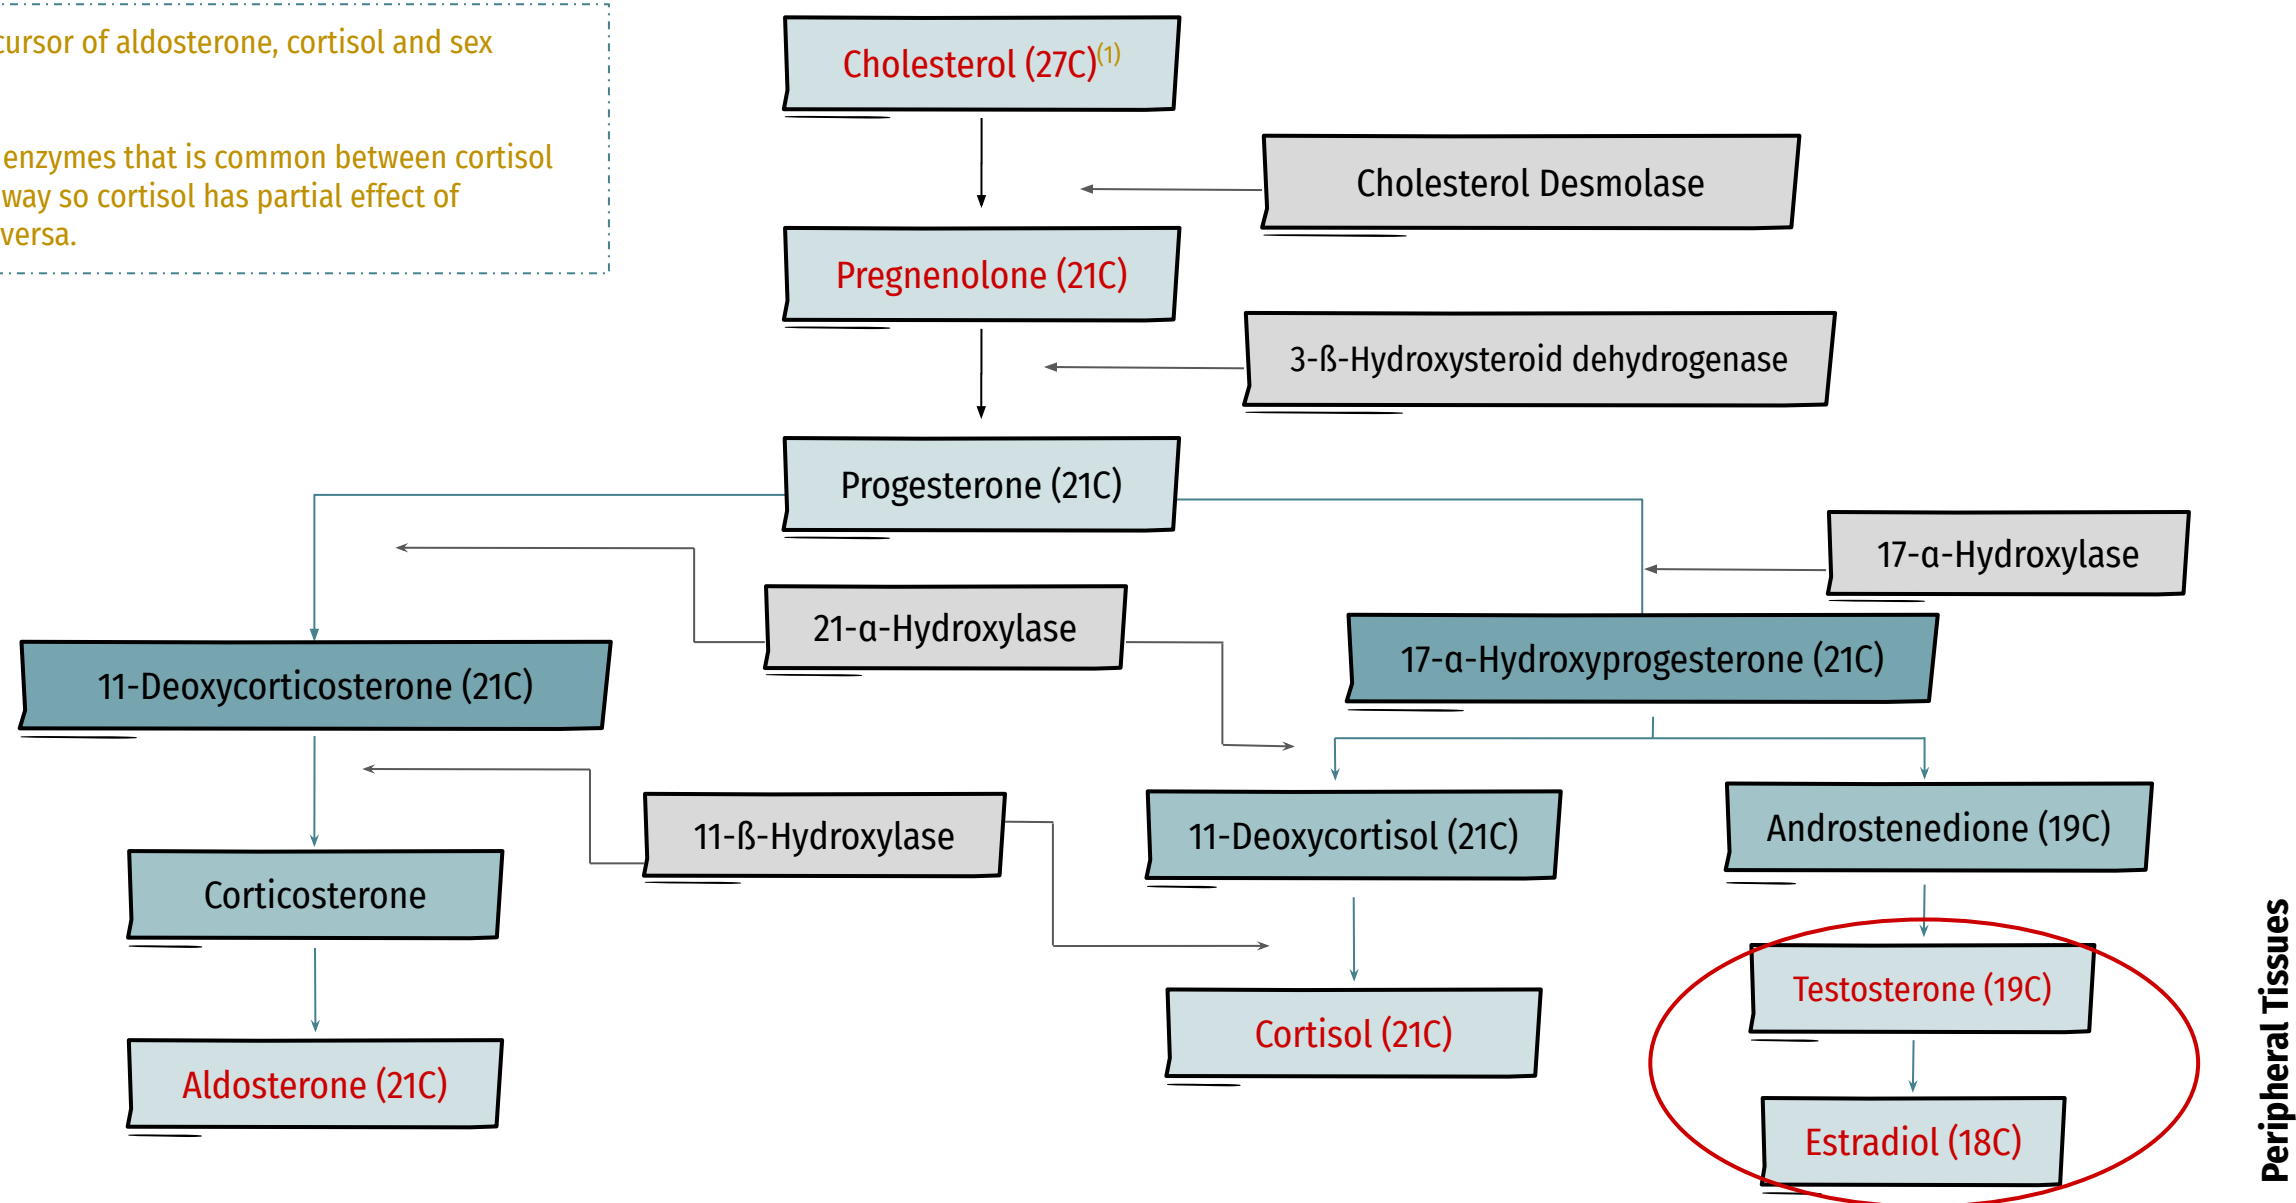 cursor of aldosterone, cortisol and sex
enzymes that is common between cortisol
way so cortisol has partial effect of
versa.
Cholesterol (27C)(1)
Cholesterol Desmolase
Pregnenolone (21C)
3-ß-Hydroxysteroid dehydrogenase
Progesterone (21C)
17-α-Hydroxylase
21-α-Hydroxylase
11-Deoxycorticosterone (21C)
17-α-Hydroxyprogesterone (21C)
11-ß-Hydroxylase
11-Deoxycortisol (21C)
Androstenedione (19C)
Corticosterone
Testosterone (19C)
Cortisol (21C)
Aldosterone (21C)
Estradiol (18C)
Peripheral Tissues